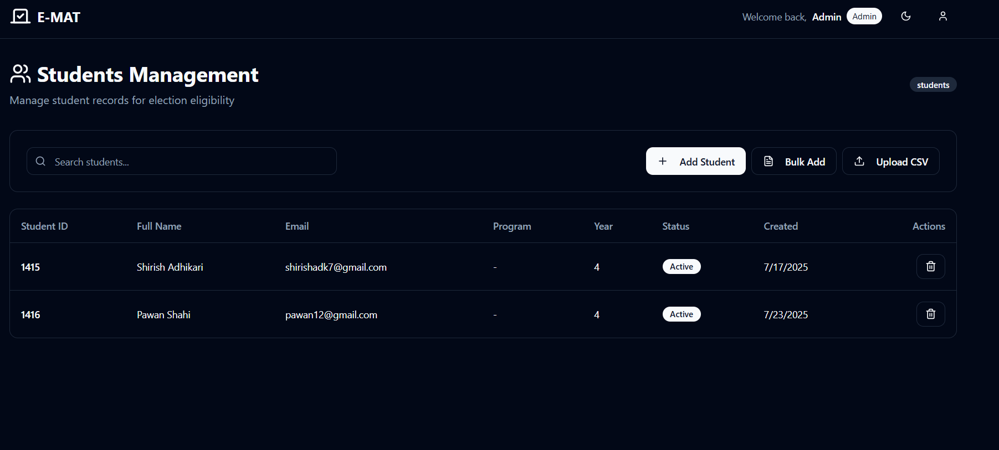 E-MAT
Welcome back, Admin Admin
Students Management
students
Manage student records for election eligibility
Search students...
Add Student
Bulk Add
Upload CSV
Student ID Full Name Email Program Year Status Created Actions
1415 Shirish Adhikari shirishadk7@gmail.com - 4 Active 7/17/2025
1416 Pawan Shahi pawan12@gmail.com - 4 Active 7/23/2025